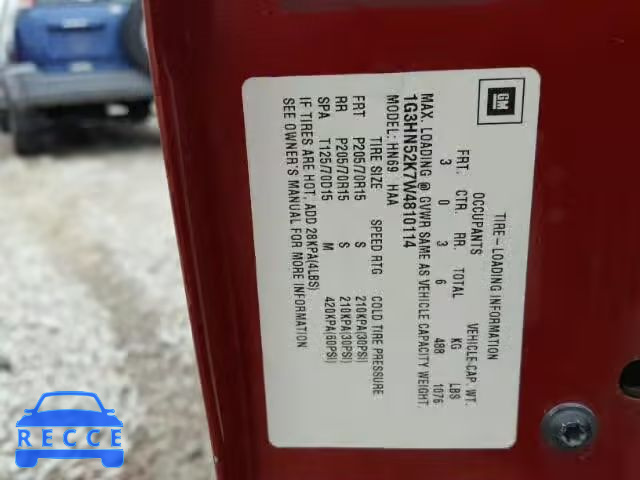 GM
TIRE-LOADING INFORMATION
OCCUPANTS VEHICLE CAP. WT.
FRT. CTR. RR. TOTAL KG LBS
3 0 3 6 488 1076
MAX. LOADING @ GVWR SAME AS VEHICLE CAPACITY WEIGHT.
1G3HN52K7W4810114
MODEL: HN69 HAA
TIRE SIZE SPEED RTG COLD TIRE PRESSURE
FRT P205/70R15 S 210KPA(30PSI)
RR P205/70R15 S 210KPA(30PSI)
SPA T125/70D15 M 420KPA(60PSI)
IF TIRES ARE HOT, ADD 28KPA(4LBS)
SEE OWNER'S MANUAL FOR MORE INFORMATION
RECCE